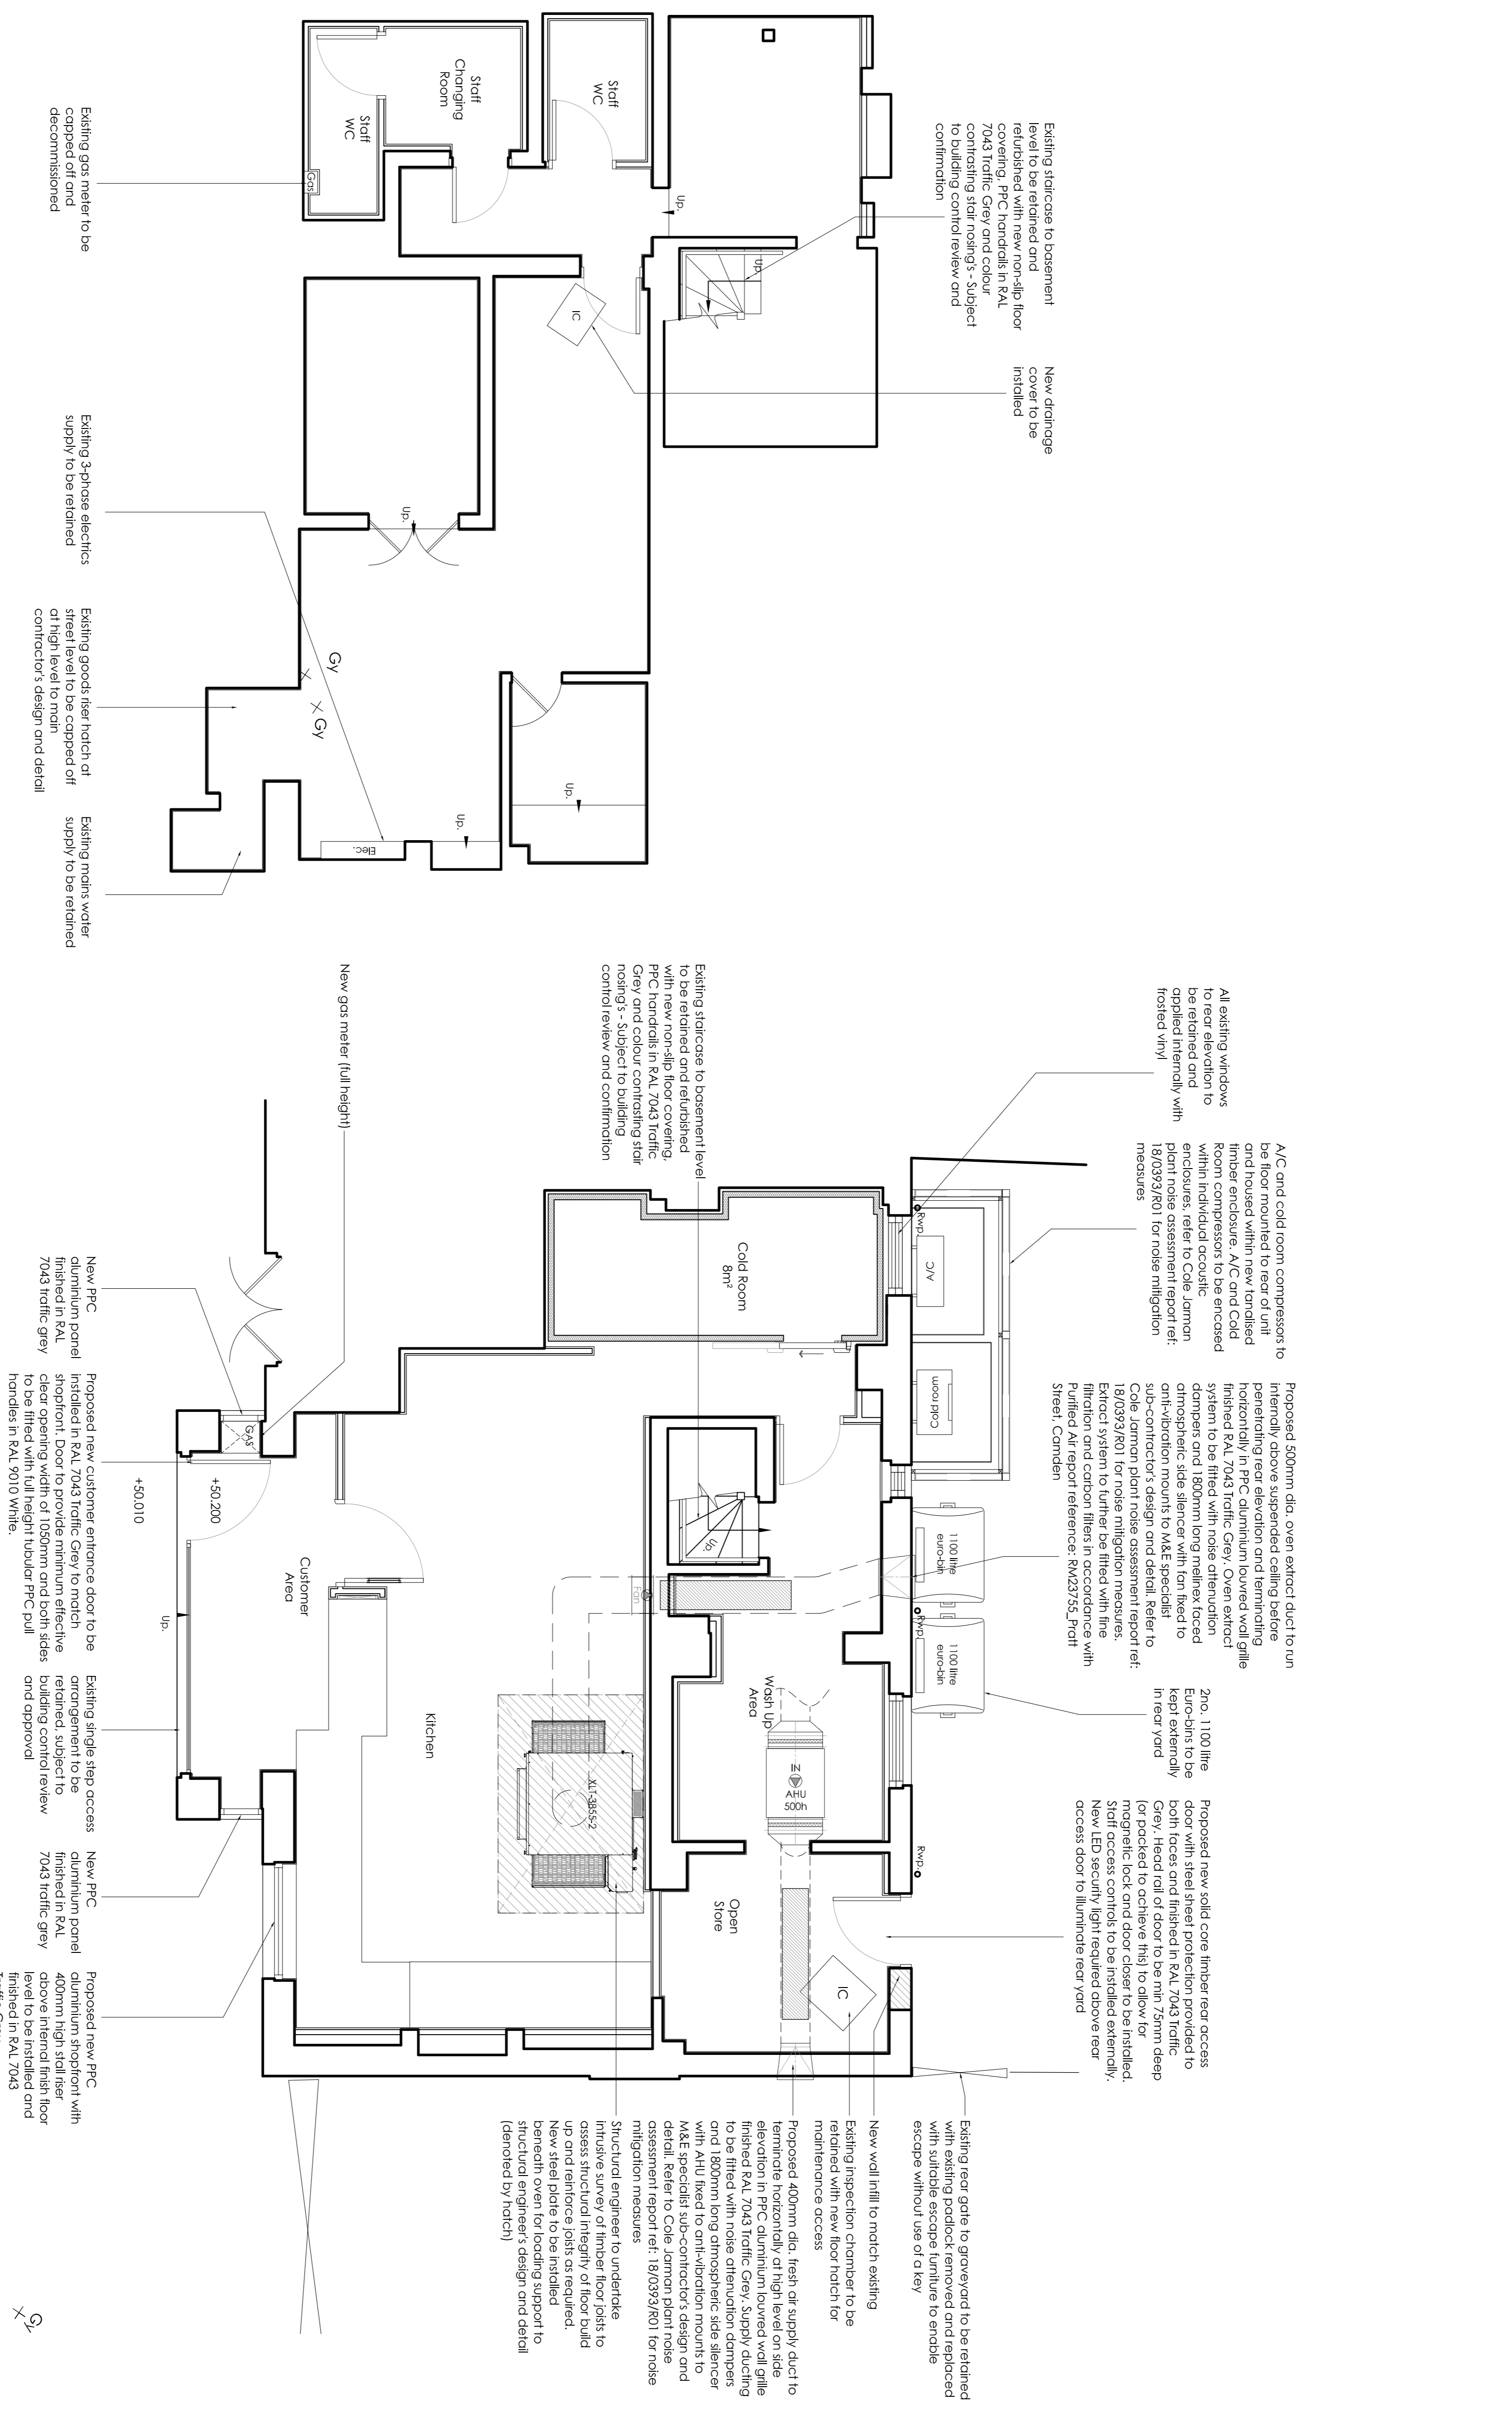 Existing staircase to basement
level to be retained and
refurbished with new non-slip floor
covering, PPC handrails in RAL
7043 Traffic Grey and colour
contrasting stair nosing's - Subject
to building control review and
confirmation
New drainage
cover to be
installed
Staff
WC
Staff
Changing
Room
Staff
WC
Gas
Up.
Up.
IC
Up.
Up.
Up.
Elec.
Gy
Gy
Existing gas meter to be
capped off and
decommissioned
Existing 3-phase electrics
supply to be retained
Existing goods riser hatch at
street level to be capped off
at high level to main
contractor's design and detail
Existing mains water
supply to be retained
All existing windows
to rear elevation to
be retained and
applied internally with
frosted vinyl
A/C and cold room compressors to
be floor mounted to rear of unit
and housed within new tanalised
timber enclosure. A/C and Cold
Room compressors to be encased
within individual acoustic
enclosures, refer to Cole Jarman
plant noise assessment report ref:
18/0393/R01 for noise mitigation
measures
Proposed 500mm dia. oven extract duct to run
internally above suspended ceiling before
penetrating rear elevation and terminating
horizontally in PPC aluminium louvred wall grille
finished RAL 7043 Traffic Grey. Oven extract
system to be fitted with noise attenuation
dampers and 1800mm long melinex faced
atmospheric side silencer with fan fixed to
anti-vibration mounts to M&E specialist
sub-contractor's design and detail. Refer to
Cole Jarman plant noise assessment report ref:
18/0393/R01 for noise mitigation measures.
Extract system to further be fitted with fine
filtration and carbon filters in accordance with
Purified Air report reference: RM23755_Pratt
Street, Camden
2no. 1100 litre
Euro-bins to be
kept externally
in rear yard
Proposed new solid core timber rear access
door with steel sheet protection provided to
both faces and finished in RAL 7043 Traffic
Grey. Head rail of door to be min 75mm deep
(or packed to achieve this) to allow for
magnetic lock and door closer to be installed.
Staff access controls to be installed externally.
New LED security light required above rear
access door to illuminate rear yard
Existing rear gate to graveyard to be retained
with existing padlock removed and replaced
with suitable escape furniture to enable
escape without use of a key
New wall infill to match existing
Existing inspection chamber to be
retained with new floor hatch for
maintenance access
Proposed 400mm dia. fresh air supply duct to
terminate horizontally at high level on side
elevation in PPC aluminium louvred wall grille
finished RAL 7043 Traffic Grey. Supply ducting
to be fitted with noise attenuation dampers
and 1800mm long atmospheric side silencer
with AHU fixed to anti-vibration mounts to
M&E specialist sub-contractor's design and
detail. Refer to Cole Jarman plant noise
assessment report ref: 18/0393/R01 for noise
mitigation measures
Structural engineer to undertake
intrusive survey of timber floor joists to
assess structural integrity of floor build
up and reinforce joists as required.
New steel plate to be installed
beneath oven for loading support to
structural engineer's design and detail
(denoted by hatch)
Existing staircase to basement level
to be retained and refurbished
with new non-slip floor covering,
PPC handrails in RAL 7043 Traffic
Grey and colour contrasting stair
nosing's - Subject to building
control review and confirmation
New gas meter (full height)
Rwp.
A/C
Cold room
1100 litre
euro-bin
Rwp.
1100 litre
euro-bin
Rwp.
Cold Room
8m²
Up.
Fan
Wash Up
Area
IN
AHU
500h
Open
Store
IC
XLT-3855-2
Kitchen
Customer
Area
GAS
+50.200
+50.010
Up.
New PPC
aluminium panel
finished in RAL
7043 traffic grey
Proposed new customer entrance door to be
installed in RAL 7043 Traffic Grey to match
shopfront. Door to provide minimum effective
clear opening width of 1050mm and both sides
to be fitted with full height tubular PPC pull
handles in RAL 9010 White.
Existing single step access
arrangement to be
retained, subject to
building control review
and approval
New PPC
aluminium panel
finished in RAL
7043 traffic grey
Proposed new PPC
aluminium shopfront with
400mm high stall riser
above internal finish floor
level to be installed and
finished in RAL 7043
Gy